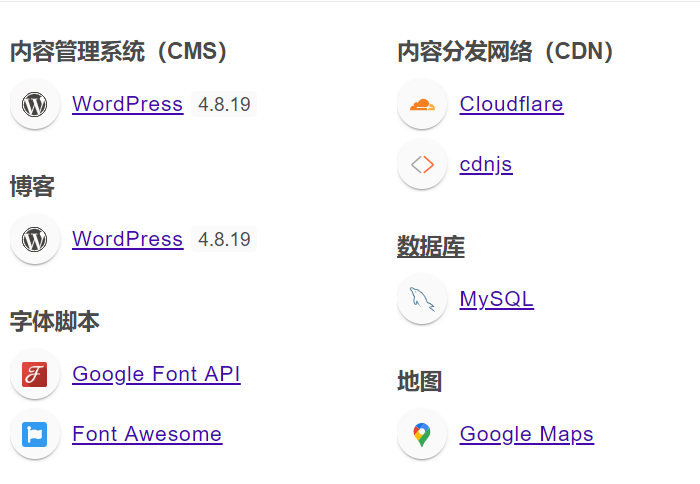 内容管理系统（CMS）
WordPress 4.8.19
博客
WordPress 4.8.19
字体脚本
Google Font API
Font Awesome
内容分发网络（CDN）
Cloudflare
cdnjs
数据库
MySQL
地图
Google Maps